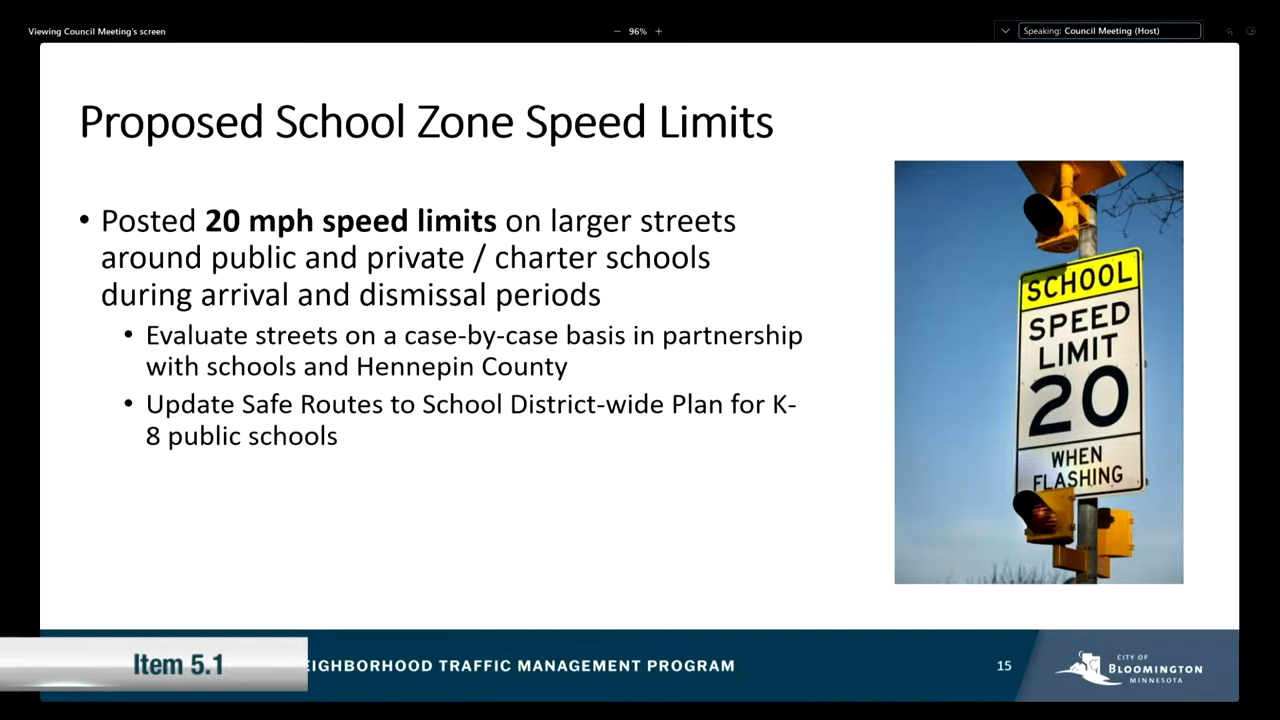 Viewing Council Meeting's screen
96%
Speaking: Council Meeting (Host)
Proposed School Zone Speed Limits
• Posted 20 mph speed limits on larger streets
around public and private / charter schools
during arrival and dismissal periods
• Evaluate streets on a case-by-case basis in partnership
with schools and Hennepin County
• Update Safe Routes to School District-wide Plan for K-
8 public schools
SCHOOL
SPEED
LIMIT
20
WHEN
FLASHING
Item 5.1
EIGHBORHOOD TRAFFIC MANAGEMENT PROGRAM
15
CITY OF
BLOOMINGTON
MINNESOTA